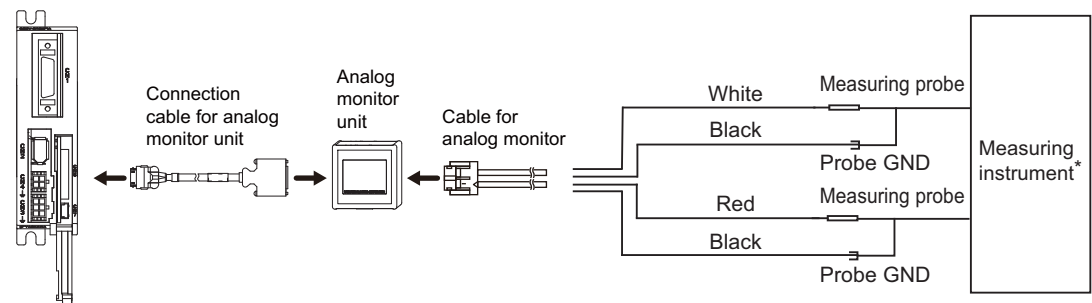 Connection
cable for analog
monitor unit
Analog
monitor
unit
Cable for
analog monitor
White
Measuring probe
Black
Probe GND
Red
Measuring probe
Black
Probe GND
Measuring
instrument*